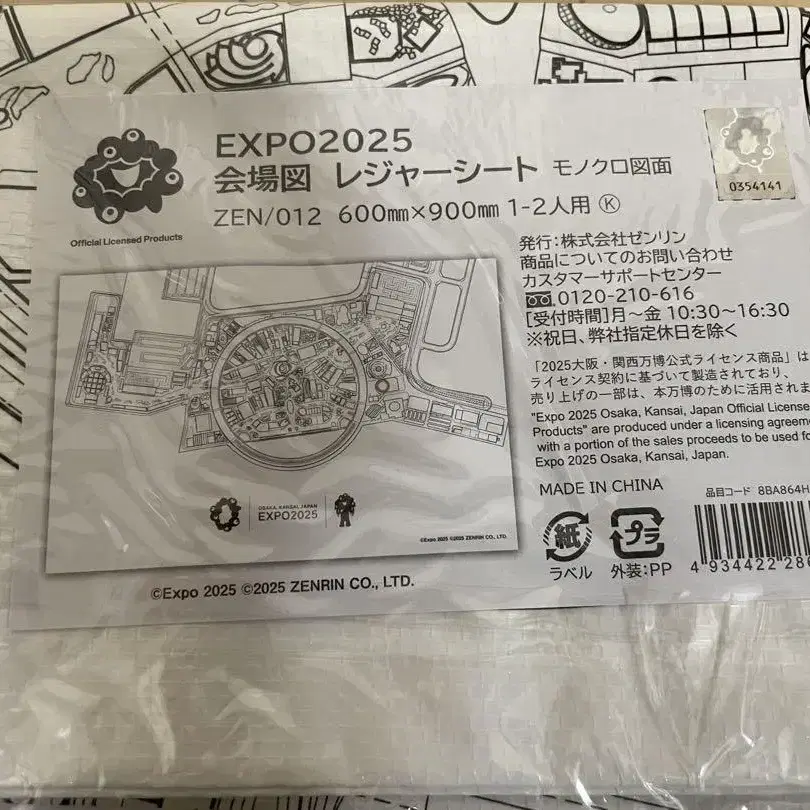 EXPO2025
会場図 レジャーシート モノクロ図面
ZEN/012 600mm×900mm 1-2人用 Ⓚ
Official Licensed Products
0354141
発行：株式会社ゼンリン
商品についてのお問い合わせ
カスタマーサポートセンター
0120-210-616
[受付時間]月～金 10:30～16:30
※祝日、弊社指定休日を除く
「2025大阪・関西万博公式ライセンス商品」は
ライセンス契約に基づいて製造されており、
売り上げの一部は、本万博のために活用されま
"Expo 2025 Osaka, Kansai, Japan Official License
Products" are produced under a licensing agreeme
with a portion of the sales proceeds to be used fo
Expo 2025 Osaka, Kansai, Japan.
MADE IN CHINA
品目コード 8BA864H
紙
ラベル
プラ
外装：PP
4 934422 286
OSAKA, KANSAI, JAPAN
EXPO2025
©Expo 2025 ©2025 ZENRIN CO., LTD.
©Expo 2025 ©2025 ZENRIN CO., LTD.